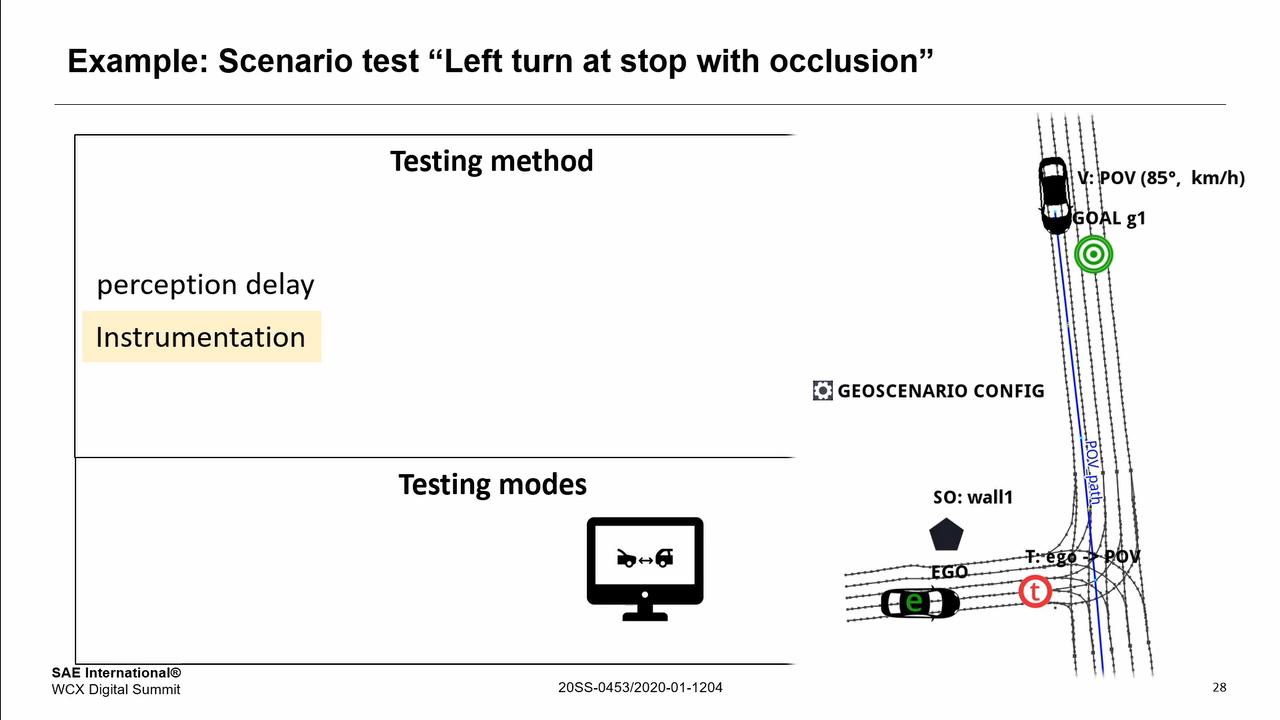 Example: Scenario test “Left turn at stop with occlusion”
Testing method
perception delay
Instrumentation
Testing modes
V: POV (85°, km/h)
GOAL g1
GEOSCENARIO CONFIG
POV_path
SO: wall1
T: ego -> POV
EGO
e
t
SAE International®
WCX Digital Summit
20SS-0453/2020-01-1204
28